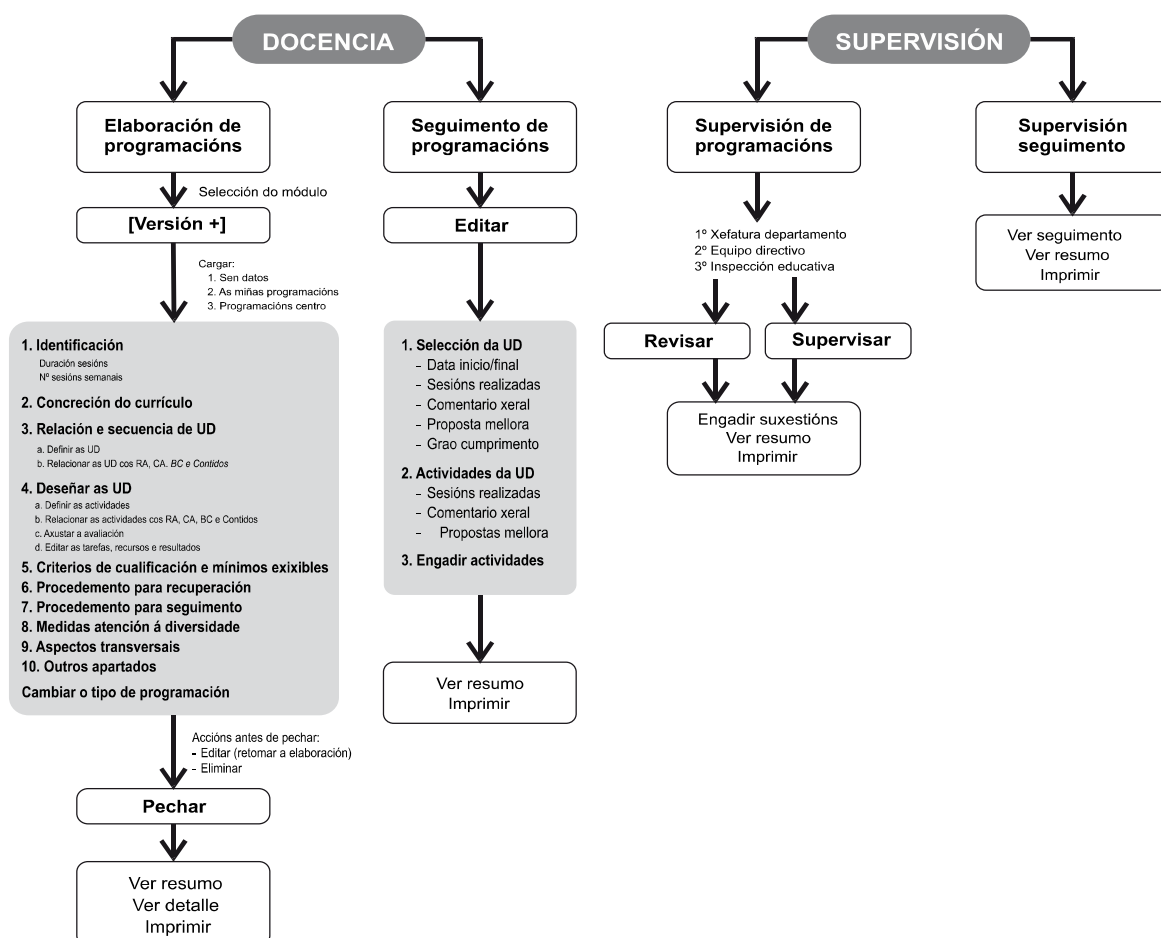 DOCENCIA
Elaboración de
programacións
Selección do módulo
[Versión +]
Cargar:
1. Sen datos
2. As miñas programacións
3. Programacións centro
1. Identificación
Duración sesións
Nº sesións semanais
2. Concreción do currículo
3. Relación e secuencia de UD
a. Definir as UD
b. Relacionar as UD cos RA, CA. BC e Contidos
4. Deseñar as UD
a. Definir as actividades
b. Relacionar as actividades cos RA, CA, BC e Contidos
c. Axustar a avaliación
d. Editar as tarefas, recursos e resultados
5. Criterios de cualificación e mínimos exixibles
6. Procedemento para recuperación
7. Procedemento para seguimento
8. Medidas atención á diversidade
9. Aspectos transversais
10. Outros apartados
Cambiar o tipo de programación
Accións antes de pechar:
- Editar (retomar a elaboración)
- Eliminar
Pechar
Ver resumo
Ver detalle
Imprimir
Seguimento de
programacións
Editar
1. Selección da UD
- Data inicio/final
- Sesións realizadas
- Comentario xeral
- Proposta mellora
- Grao cumprimento
2. Actividades da UD
- Sesións realizadas
- Comentario xeral
- Propostas mellora
3. Engadir actividades
Ver resumo
Imprimir
SUPERVISIÓN
Supervisión de
programacións
1º Xefatura departamento
2º Equipo directivo
3º Inspección educativa
Revisar
Supervisar
Engadir suxestións
Ver resumo
Imprimir
Supervisión
seguimento
Ver seguimento
Ver resumo
Imprimir